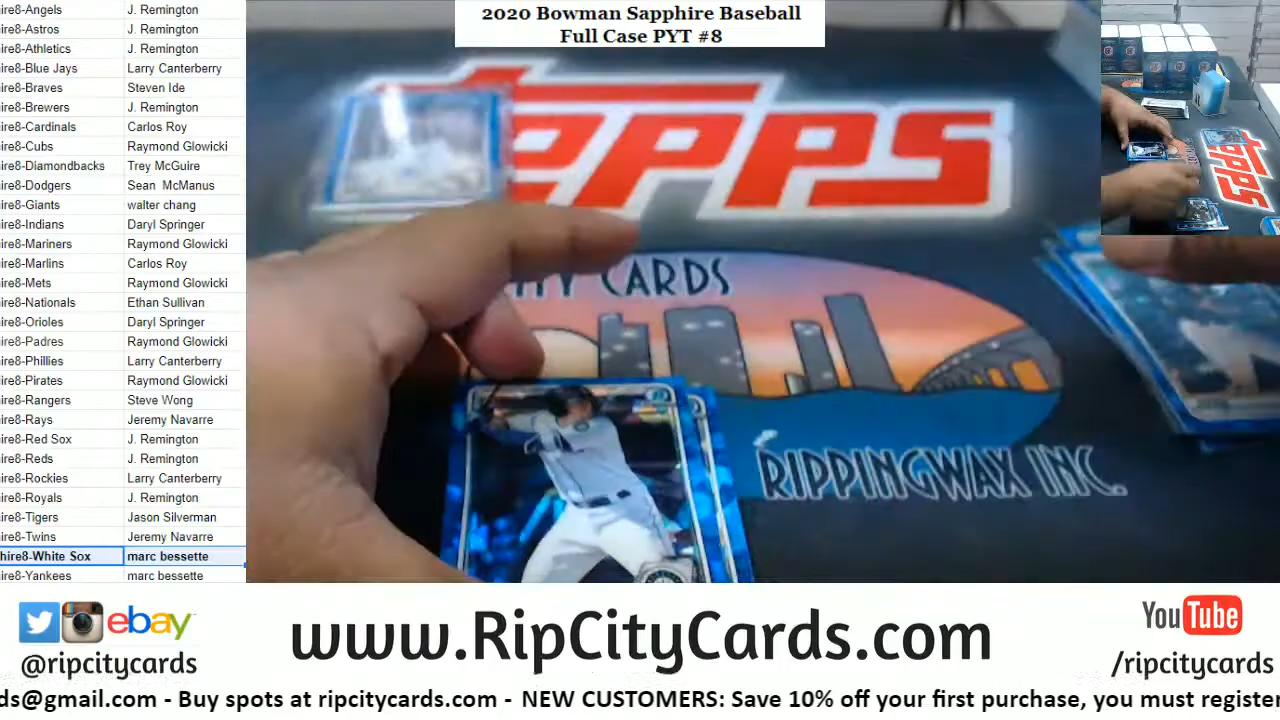 2020 Bowman Sapphire Baseball
Full Case PYT #8
ire8-Angels J. Remington
ire8-Astros J. Remington
ire8-Athletics J. Remington
ire8-Blue Jays Larry Canterberry
ire8-Braves Steven Ide
ire8-Brewers J. Remington
ire8-Cardinals Carlos Roy
ire8-Cubs Raymond Glowicki
ire8-Diamondbacks Trey McGuire
ire8-Dodgers Sean McManus
ire8-Giants walter chang
ire8-Indians Daryl Springer
ire8-Mariners Raymond Glowicki
ire8-Marlins Carlos Roy
ire8-Mets Raymond Glowicki
ire8-Nationals Ethan Sullivan
ire8-Orioles Daryl Springer
ire8-Padres Raymond Glowicki
ire8-Phillies Larry Canterberry
ire8-Pirates Raymond Glowicki
ire8-Rangers Steve Wong
ire8-Rays Jeremy Navarre
ire8-Red Sox J. Remington
ire8-Reds J. Remington
ire8-Rockies Larry Canterberry
ire8-Royals J. Remington
ire8-Tigers Jason Silverman
ire8-Twins Jeremy Navarre
hire8-White Sox marc bessette
ire8-Yankees marc bessette
Topps
ITY CARDS
RIPPINGWAX INC.
Topps
ebay
@ripcitycards
www.RipCityCards.com
YouTube
/ripcitycards
ds@gmail.com - Buy spots at ripcitycards.com - NEW CUSTOMERS: Save 10% off your first purchase, you must register